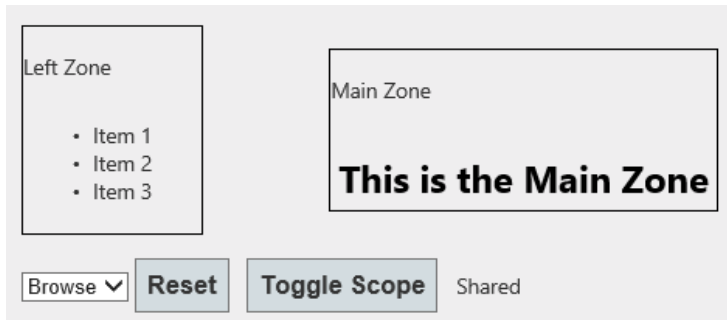 Left Zone
• Item 1
• Item 2
• Item 3
Main Zone
This is the Main Zone
Browse Reset Toggle Scope Shared